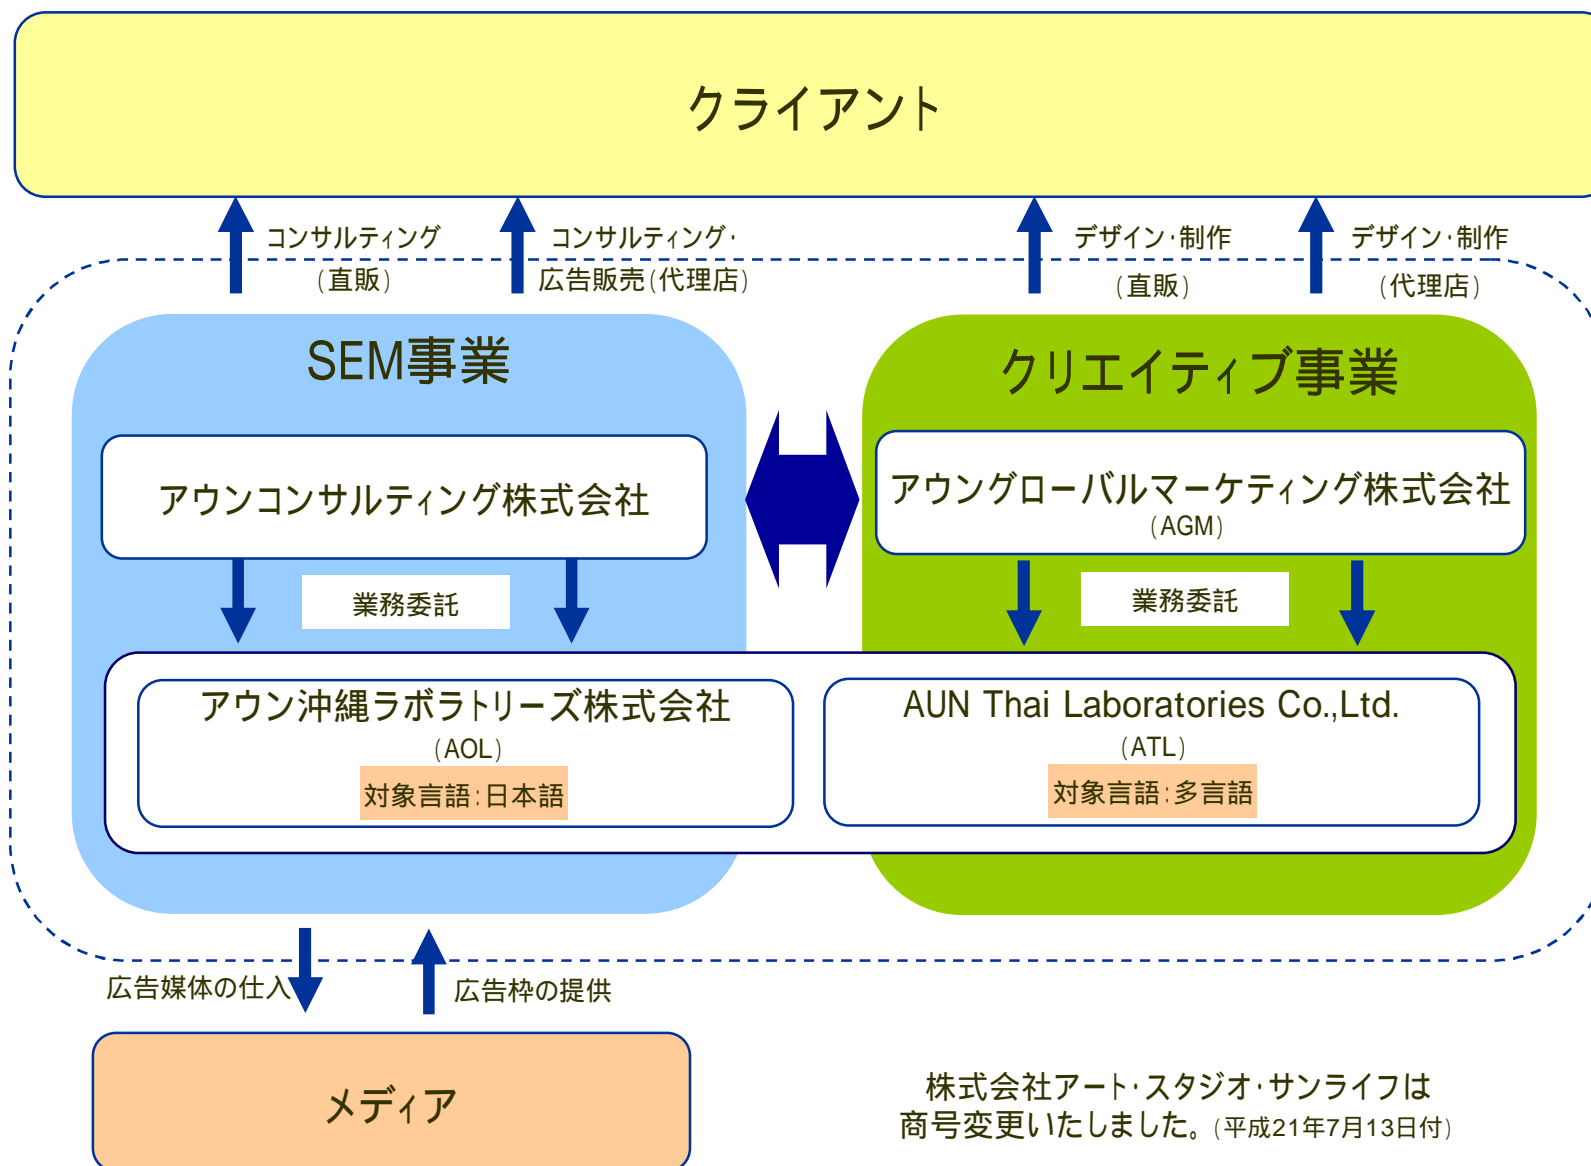 クライアント
コンサルティング
(直販)
コンサルティング・
広告販売(代理店)
デザイン・制作
(直販)
デザイン・制作
(代理店)
SEM事業
クリエイティブ事業
アウンコンサルティング株式会社
アウングローバルマーケティング株式会社
(AGM)
業務委託
業務委託
アウン沖縄ラボラトリーズ株式会社
(AOL)
対象言語:日本語
AUN Thai Laboratories Co.,Ltd.
(ATL)
対象言語:多言語
広告媒体の仕入
広告枠の提供
メディア
株式会社アート・スタジオ・サンライフは
商号変更いたしました。(平成21年7月13日付)